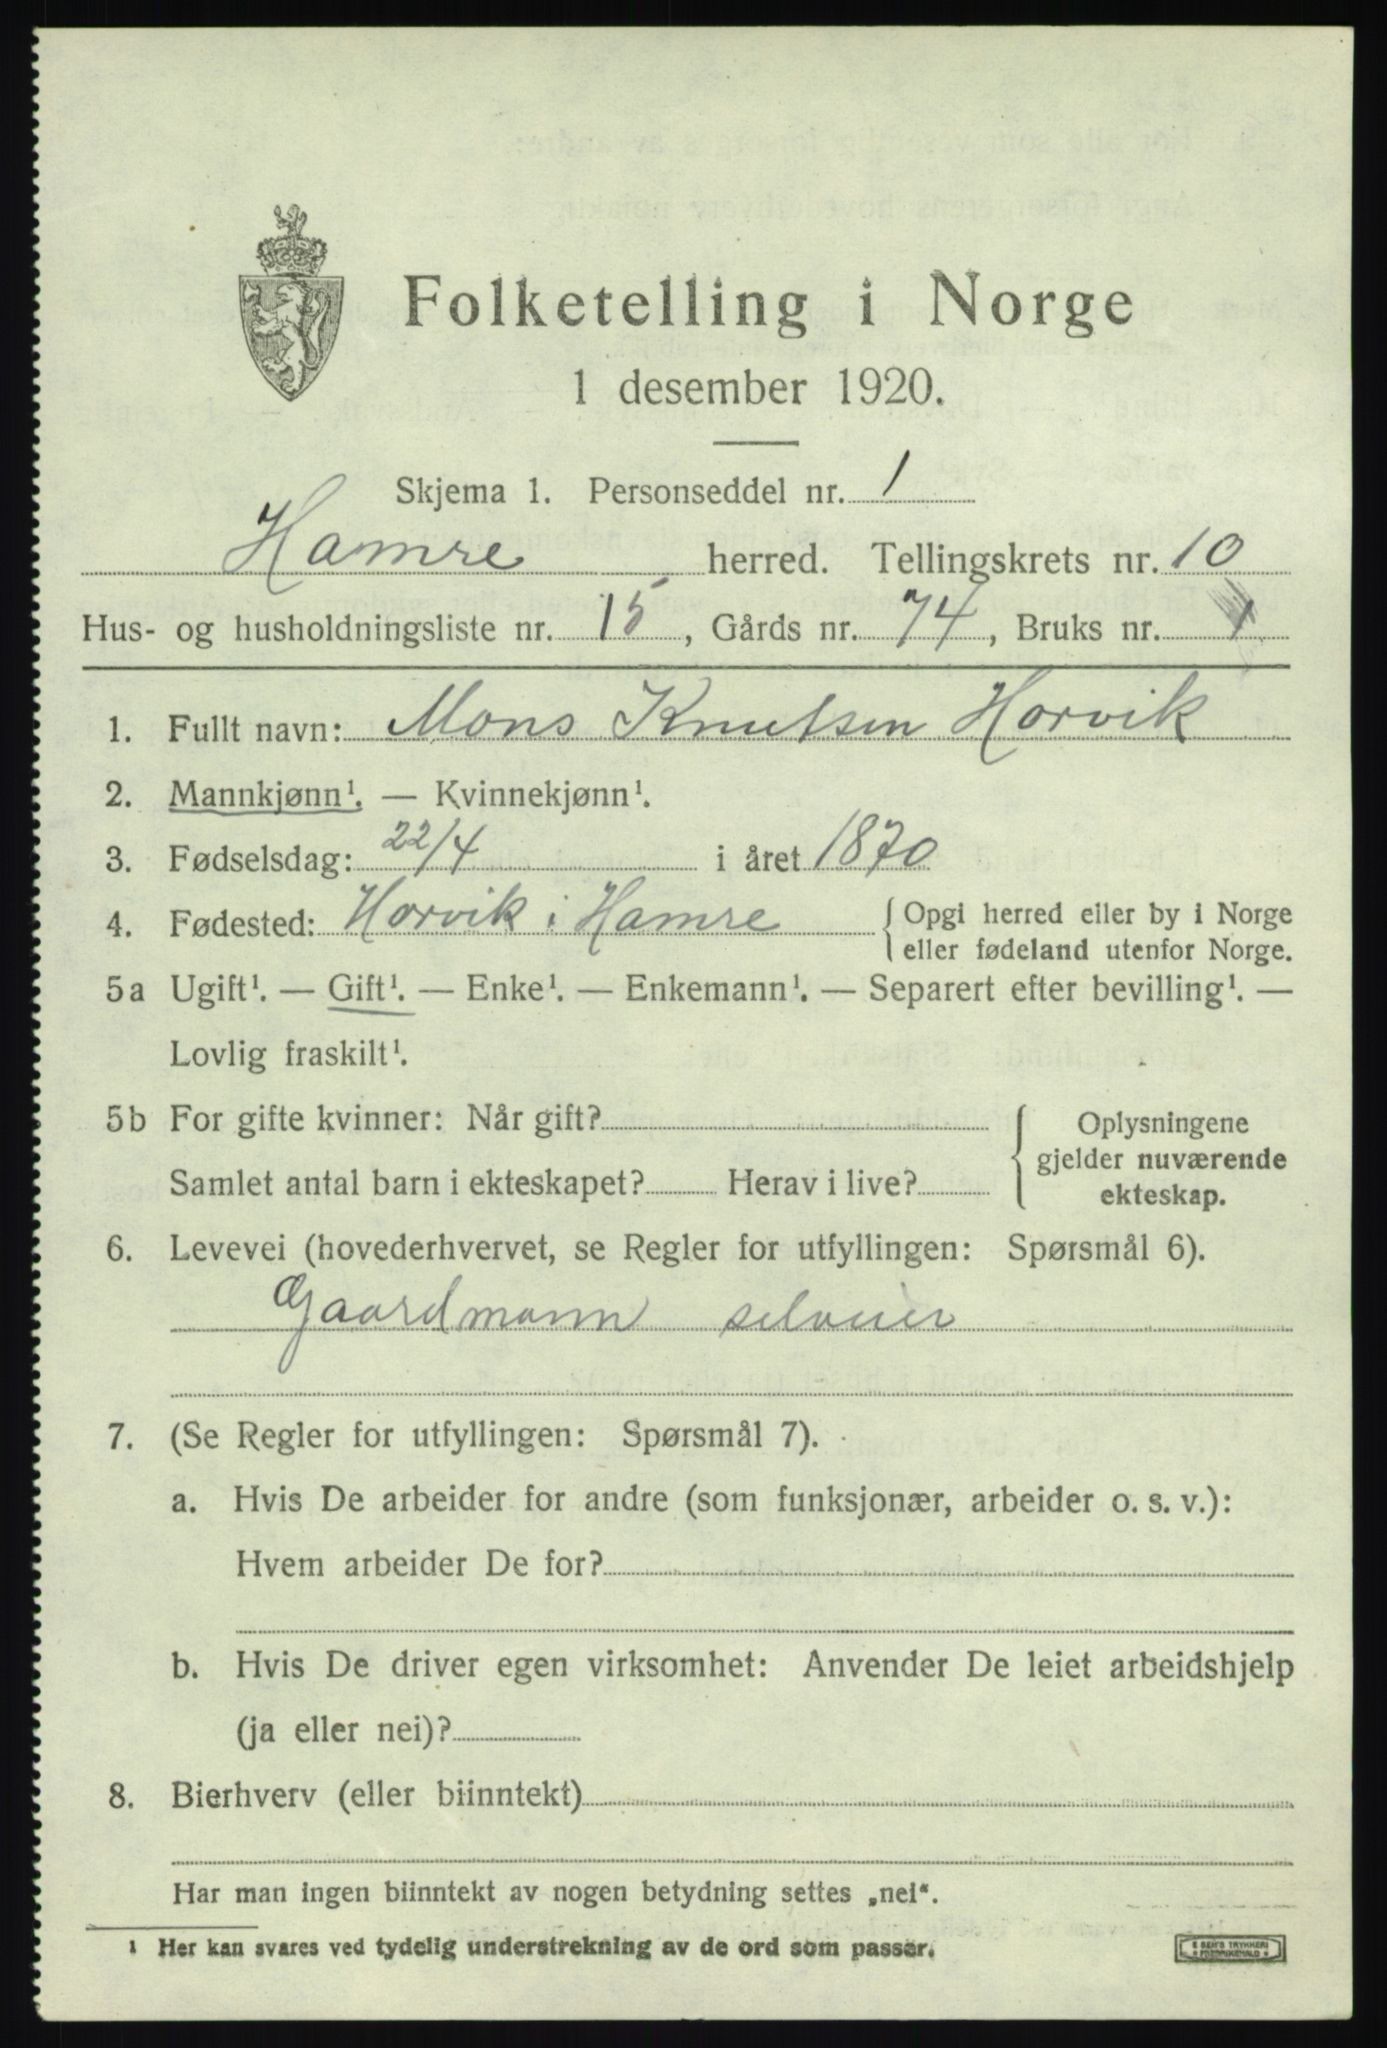 Folketelling i Norge
1 desember 1920.
Skjema 1. Personseddel nr. 1
Hamre herred. Tellingskrets nr. 10
Hus- og husholdningsliste nr. 15, Gårds nr. 74, Bruks nr. 1
1. Fullt navn: Mons Knutsen Horvik
2. Mannkjønn¹. — Kvinnekjønn¹.
3. Fødselsdag: 22/4 i året 1870
4. Fødested: Horvik i Hamre { Opgi herred eller by i Norge
eller fødeland utenfor Norge.
5a Ugift¹. — Gift¹. — Enke¹. — Enkemann¹. — Separert efter bevilling¹. —
Lovlig fraskilt¹.
5b For gifte kvinner: Når gift?
Samlet antal barn i ekteskapet? Herav i live?
Oplysningene
gjelder nuværende
ekteskap.
6. Levevei (hovederhvervet, se Regler for utfyllingen: Spørsmål 6).
Gaardmann selveier
7. (Se Regler for utfyllingen: Spørsmål 7).
a. Hvis De arbeider for andre (som funksjonær, arbeider o. s. v.):
Hvem arbeider De for?
b. Hvis De driver egen virksomhet: Anvender De leiet arbeidshjelp
(ja eller nei)?
8. Bierhverv (eller biinntekt)
Har man ingen biinntekt av nogen betydning settes „nei“.
¹ Her kan svares ved tydelig understrekning av de ord som passer.